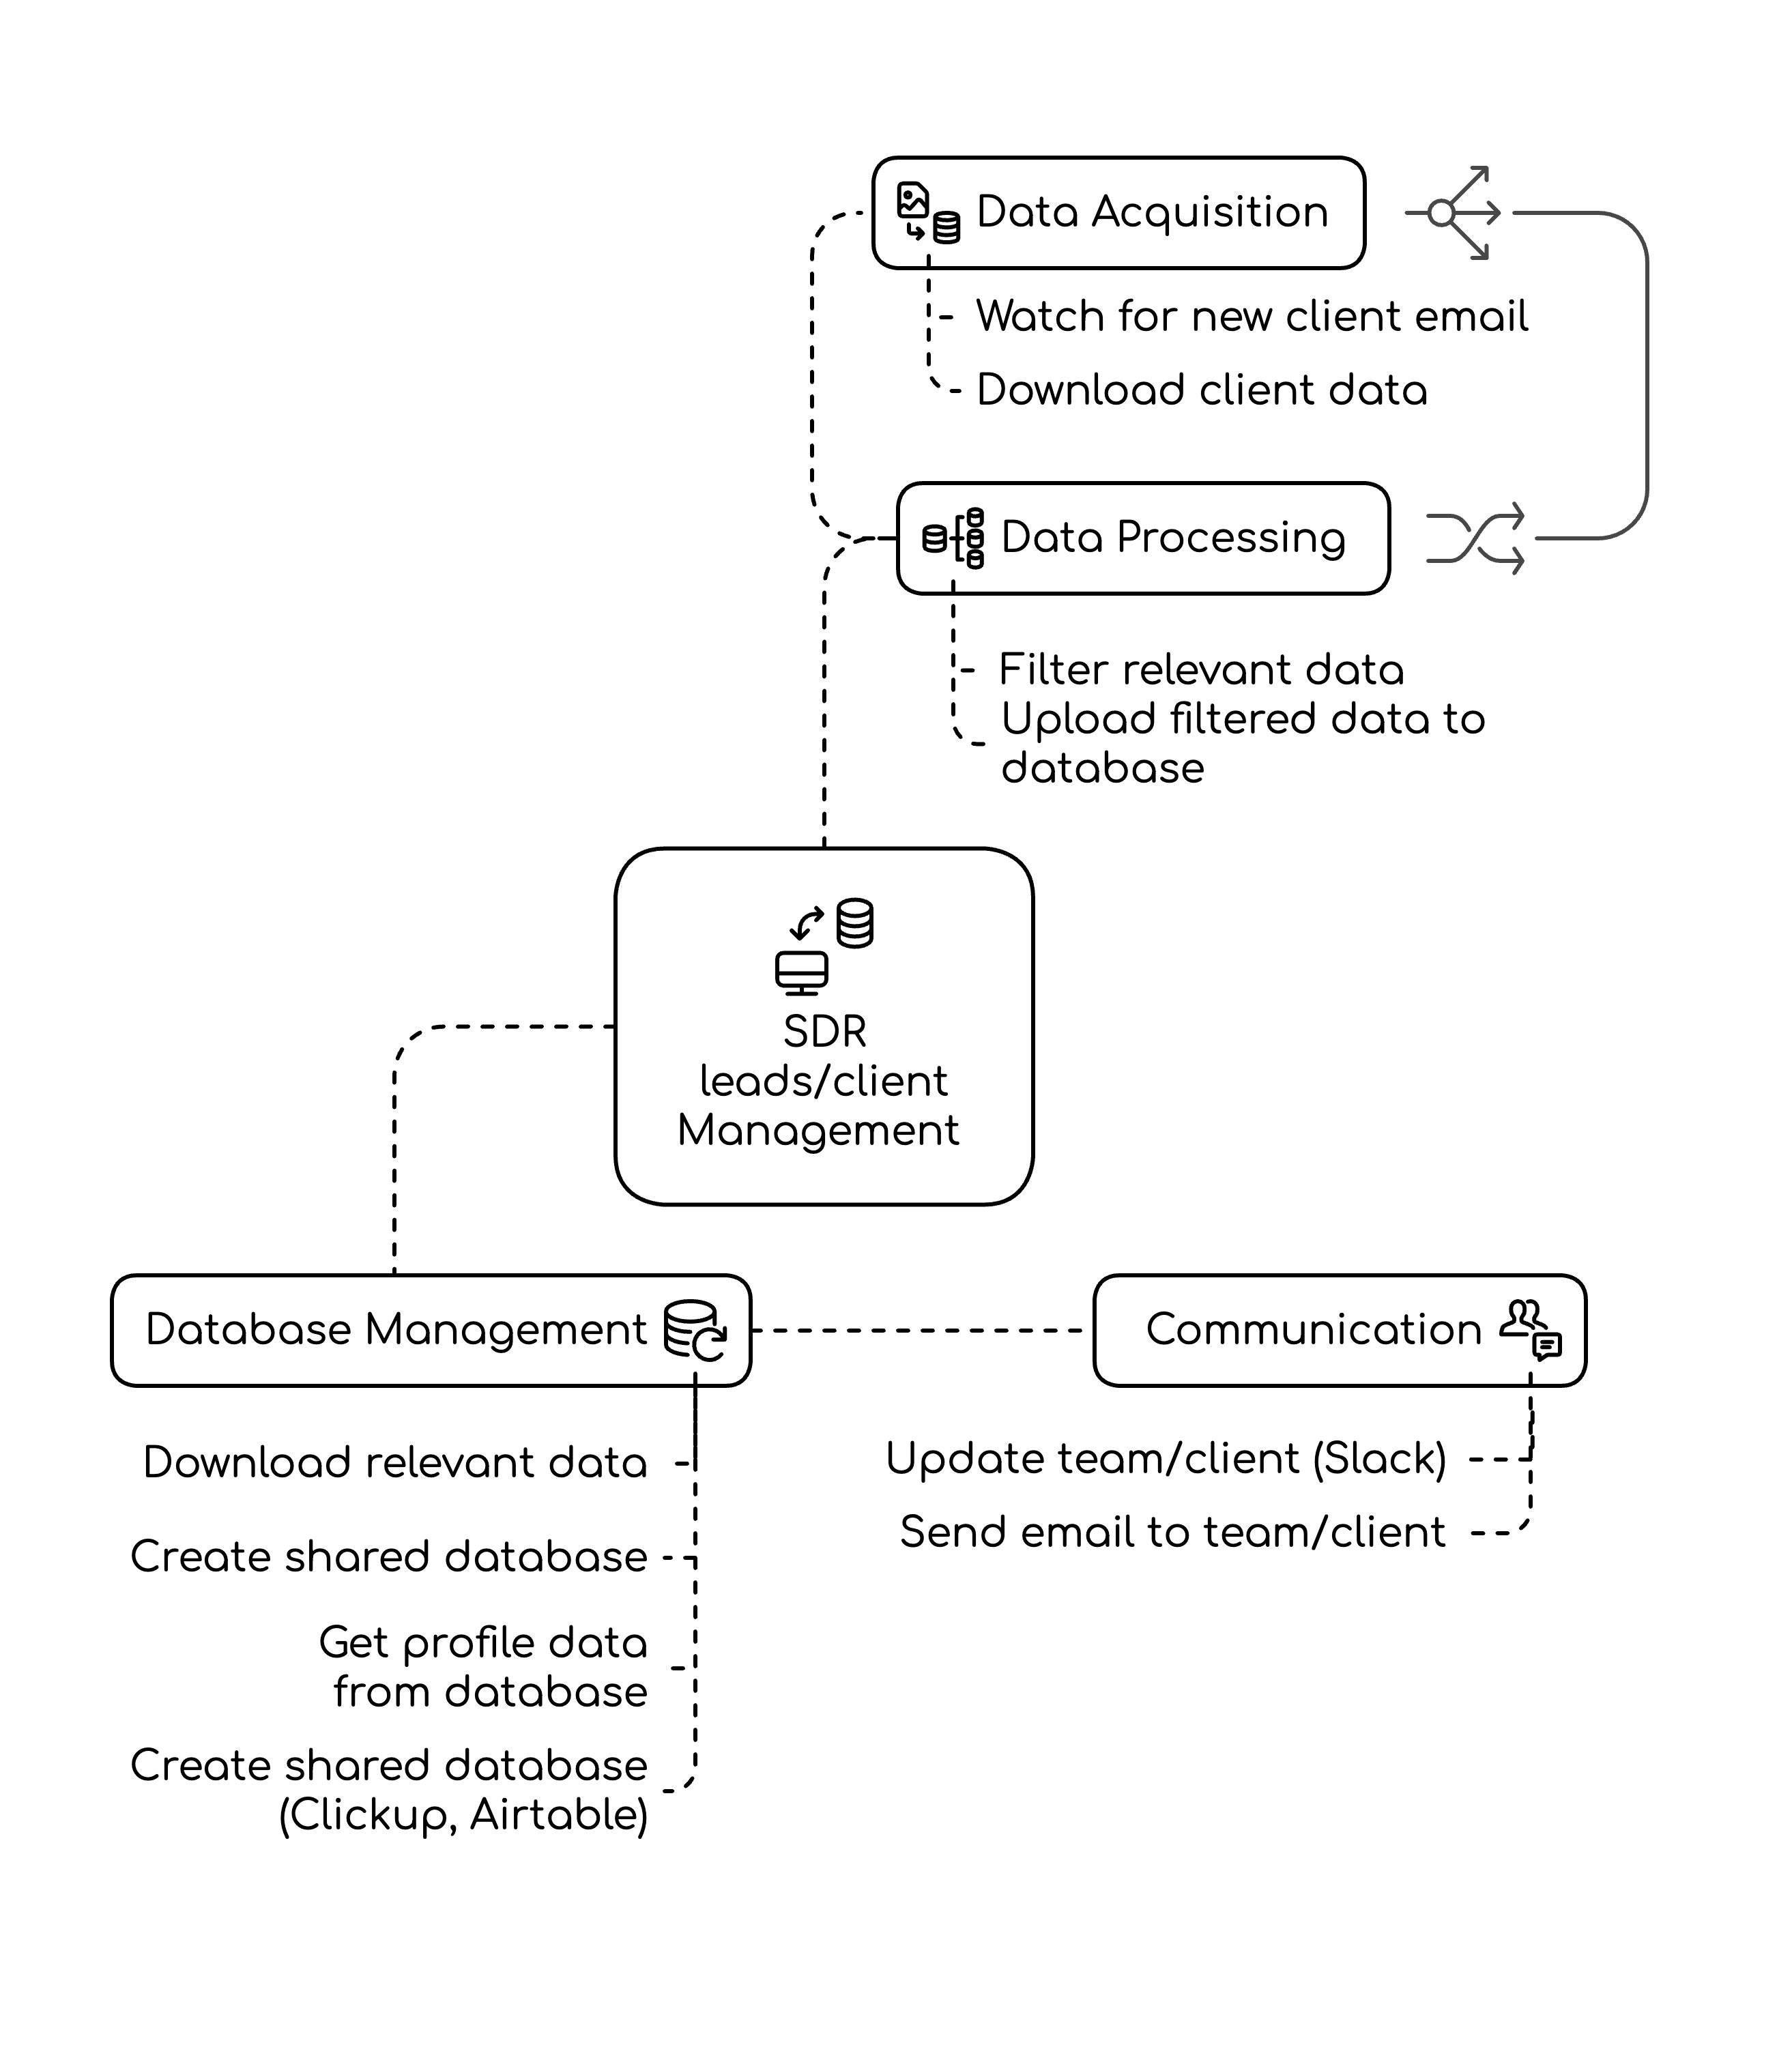 Data Acquisition
Watch for new client email
Download client data
Data Processing
Filter relevant data
Upload filtered data to
database
SDR
leads/client
Management
Database Management
Download relevant data
Create shared database
Get profile data
from database
Create shared database
(Clickup, Airtable)
Communication
Update team/client (Slack)
Send email to team/client